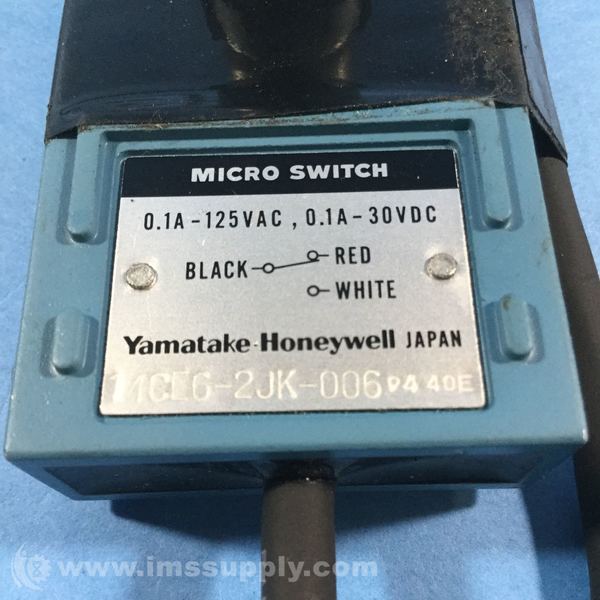 MICRO SWITCH
0.1A-125VAC, 0.1A-30VDC
BLACK RED
WHITE
Yamatake-Honeywell JAPAN
14CE6-2JK-006 P4 40E
www.imssupply.com